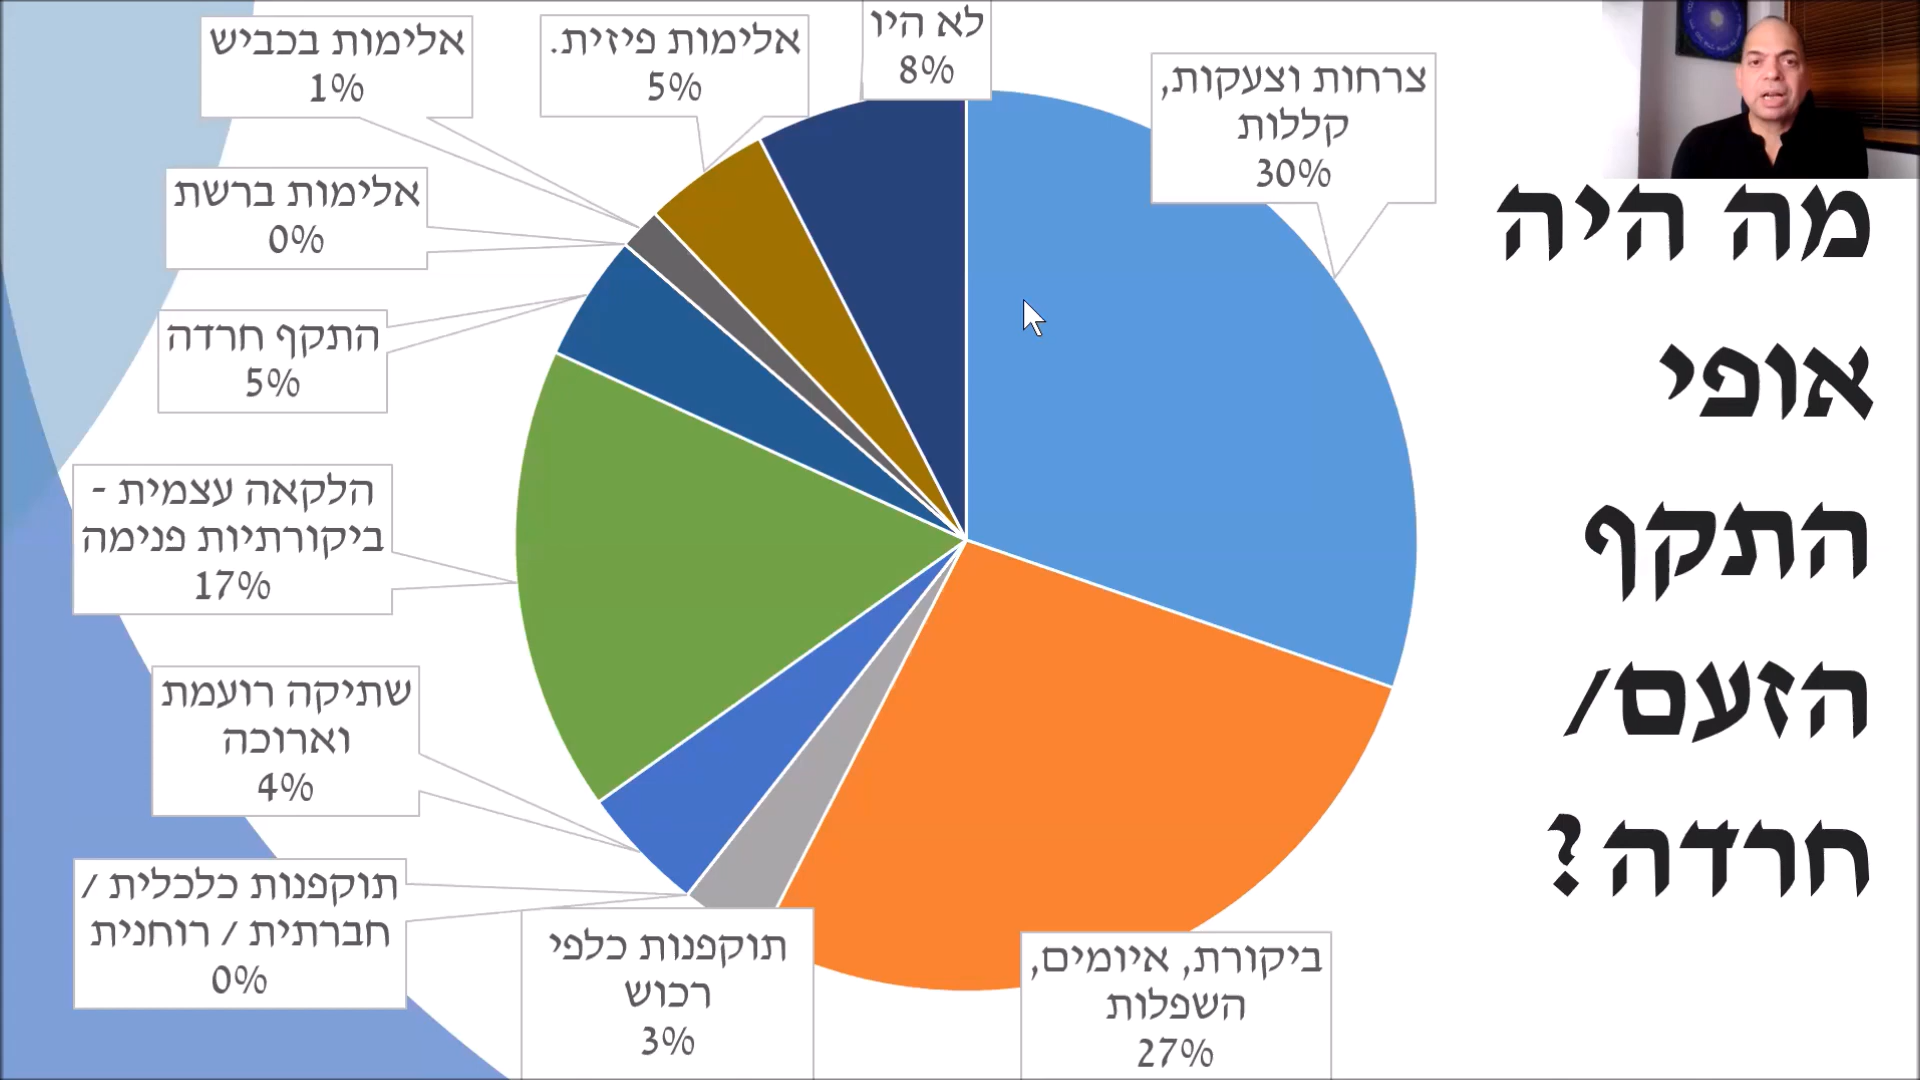 מה היה
אופי
התקף
הזעם/
חרדה?
לא היו
8%
צרחות וצעקות,
קללות
30%
ביקורת, איומים,
השפלות
27%
תוקפנות כלפי
רכוש
3%
תוקפנות כלכלית /
חברתית / רוחנית
0%
שתיקה רועמת
וארוכה
4%
הלקאה עצמית -
ביקורתיות פנימה
17%
התקף חרדה
5%
אלימות ברשת
0%
אלימות בכביש
1%
אלימות פיזית.
5%